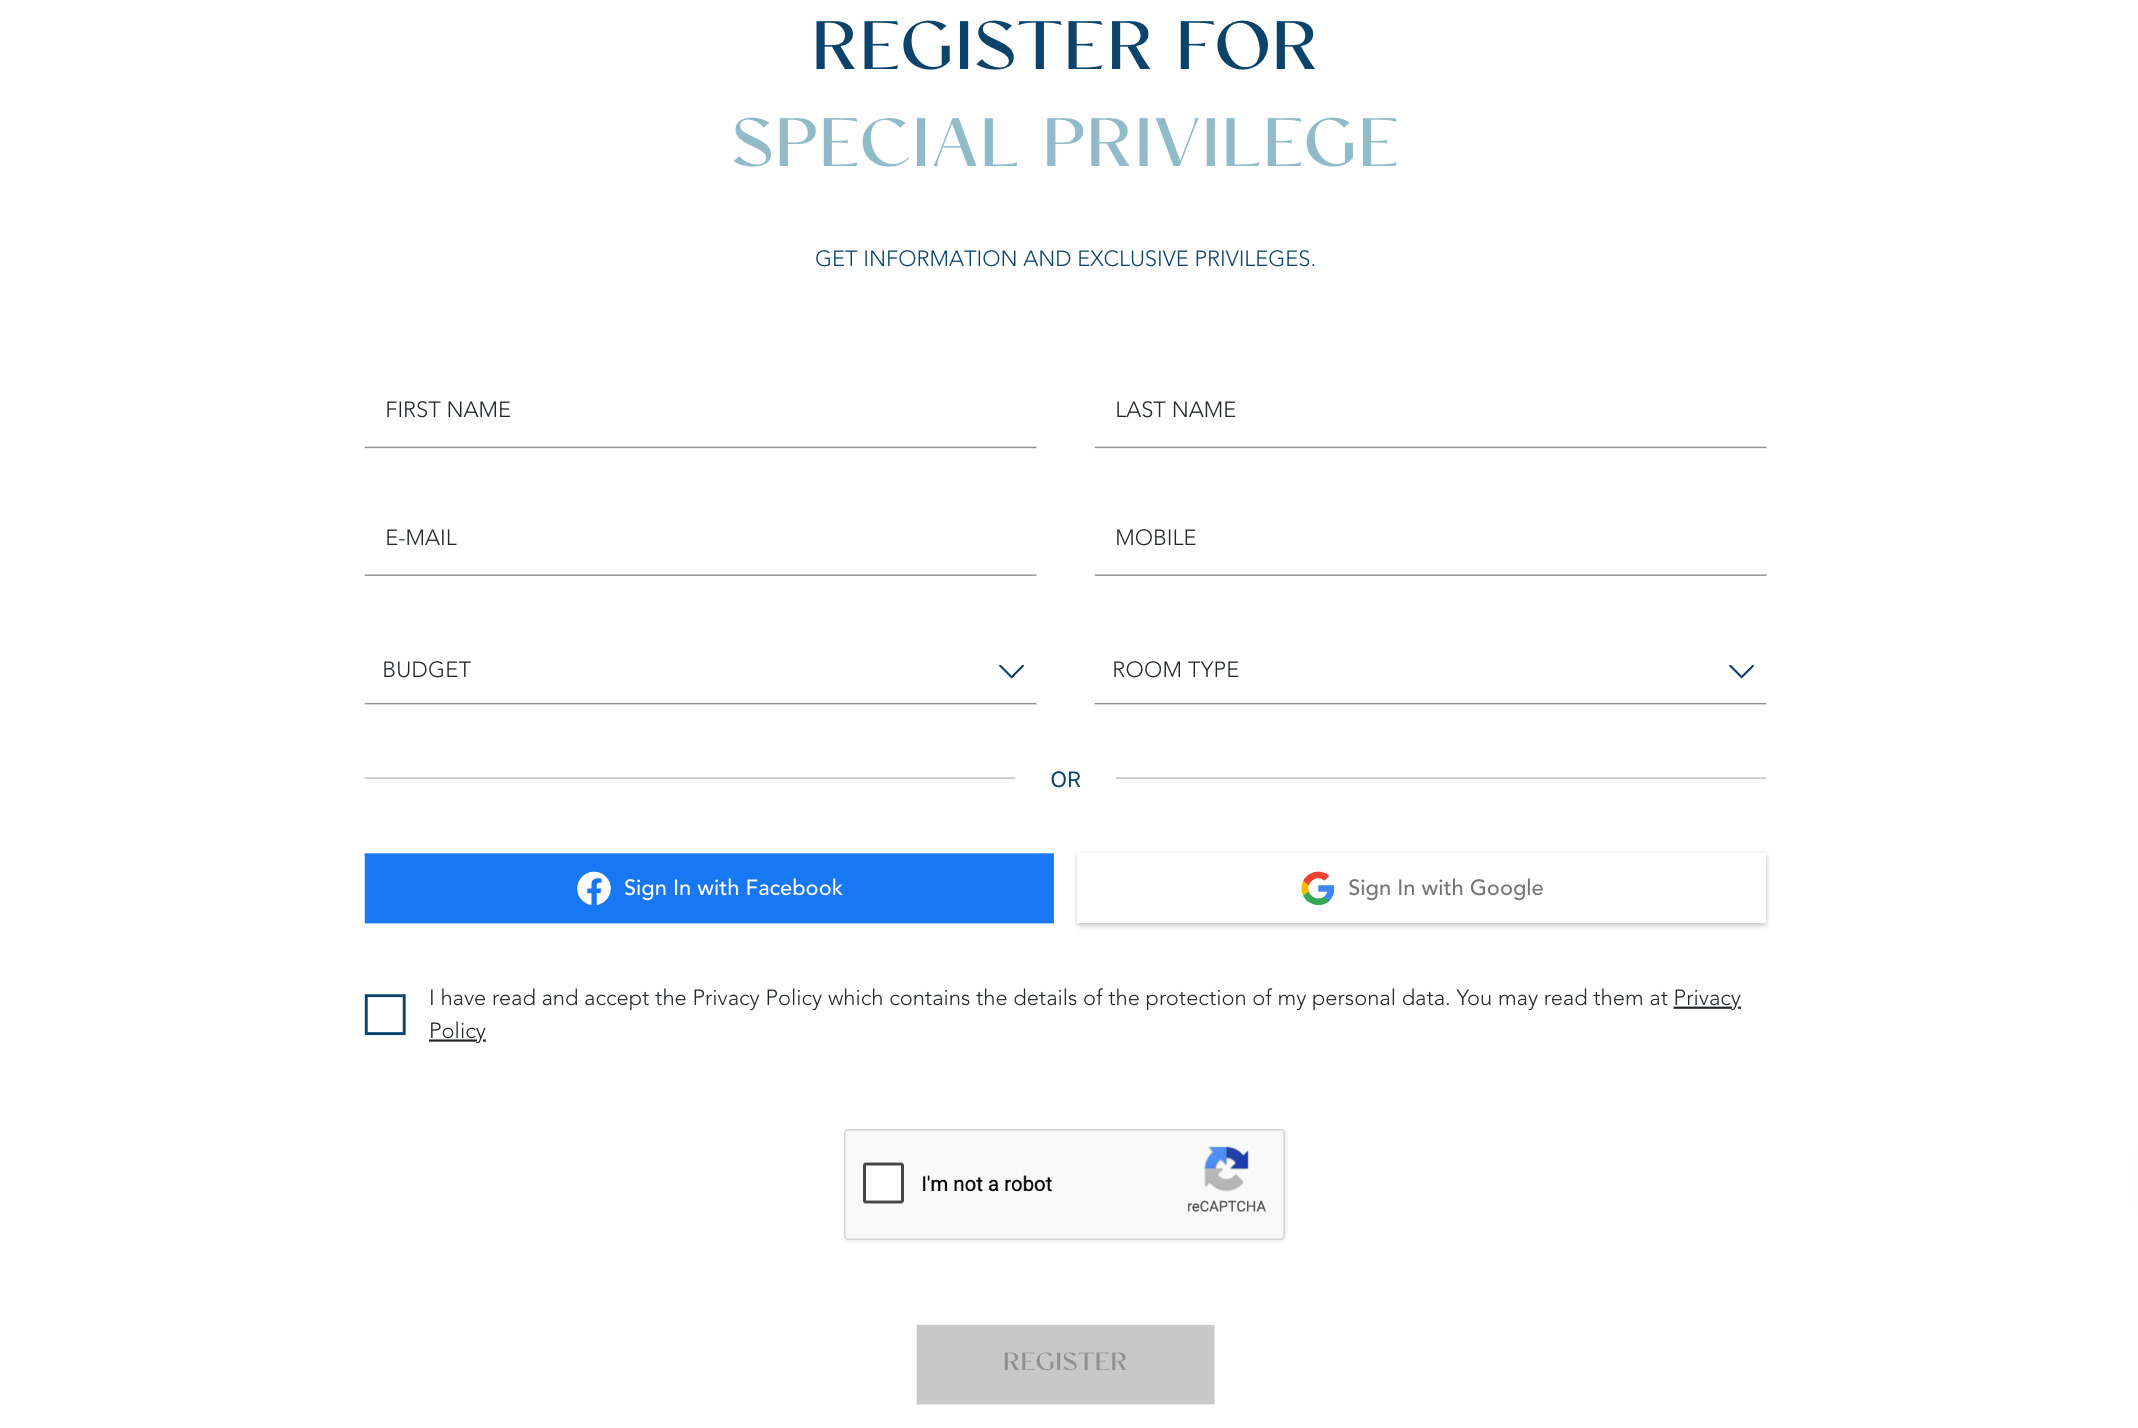 REGISTER FOR
SPECIAL PRIVILEGE
GET INFORMATION AND EXCLUSIVE PRIVILEGES.
FIRST NAME
LAST NAME
E-MAIL
MOBILE
BUDGET
ROOM TYPE
OR
Sign In with Facebook
Sign In with Google
I have read and accept the Privacy Policy which contains the details of the protection of my personal data. You may read them at Privacy
Policy
I'm not a robot
reCAPTCHA
REGISTER